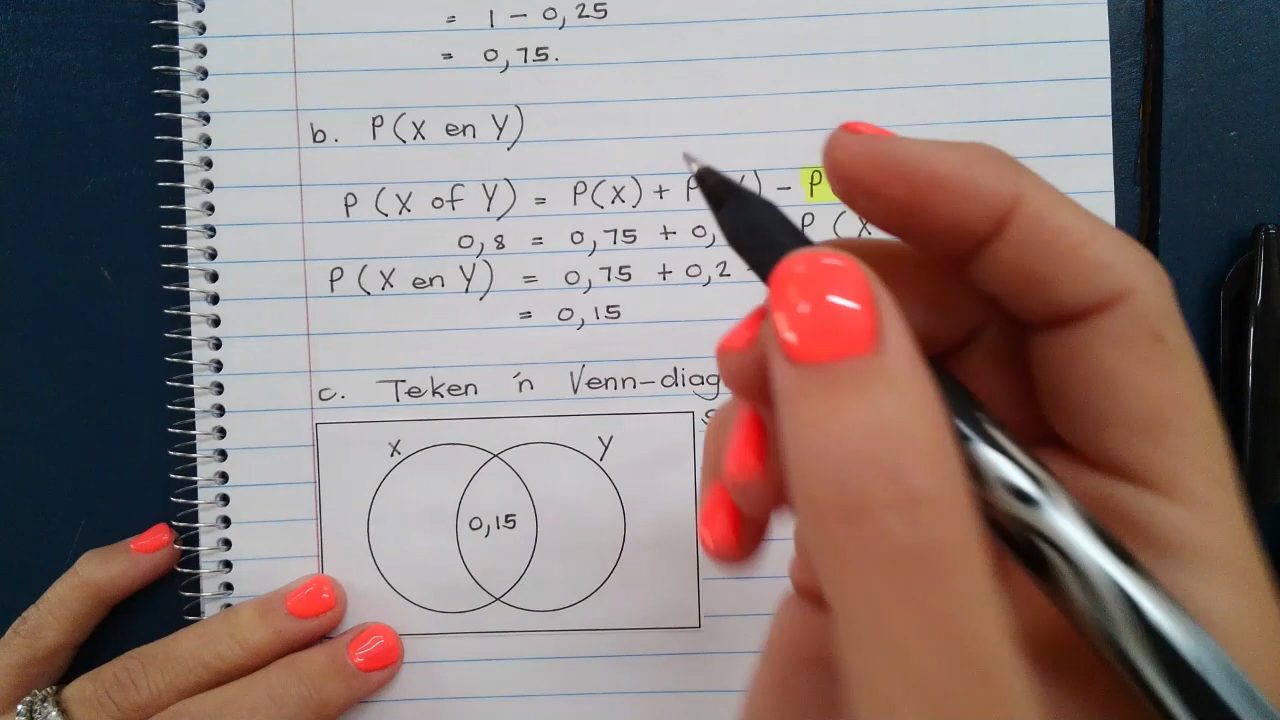 = 1 - 0,25
= 0,75.
b. P(X en Y)
P(X of Y) = P(X) + P Y) - P
0,8 = 0,75 + 0, P(X
P(X en Y) = 0,75 + 0,2
= 0,15
c. Teken 'n Venn-diag
X Y
0,15